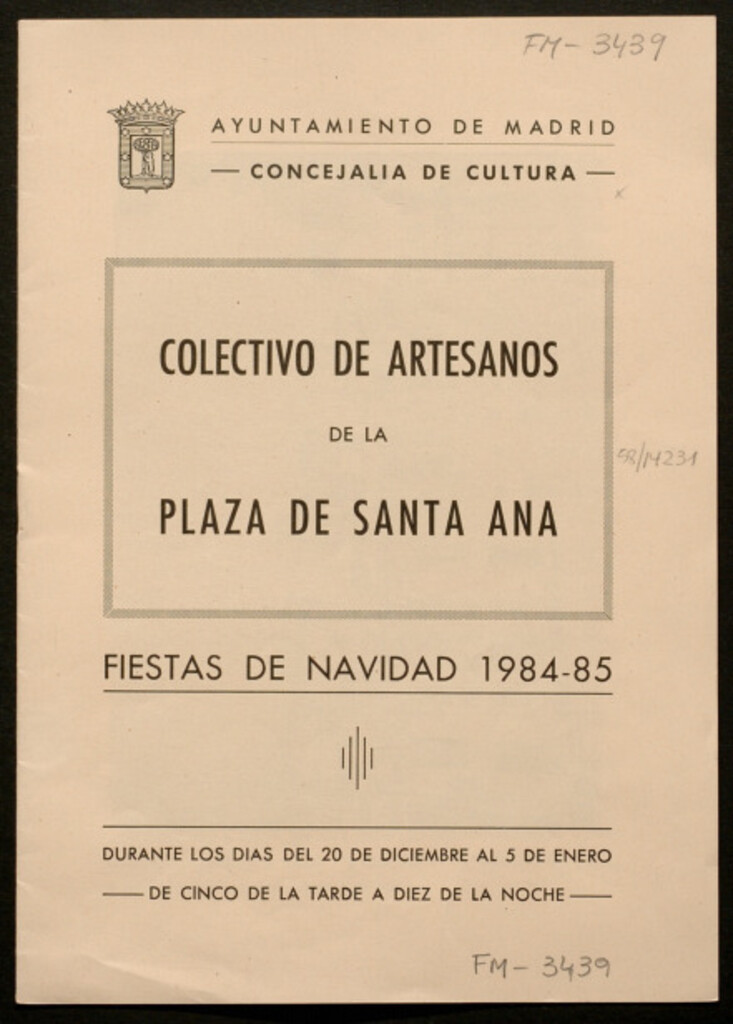 FM- 3439
AYUNTAMIENTO DE MADRID
— CONCEJALIA DE CULTURA —
COLECTIVO DE ARTESANOS
DE LA
PLAZA DE SANTA ANA
FIESTAS DE NAVIDAD 1984-85
DURANTE LOS DIAS DEL 20 DE DICIEMBRE AL 5 DE ENERO
— DE CINCO DE LA TARDE A DIEZ DE LA NOCHE —
FM- 3439